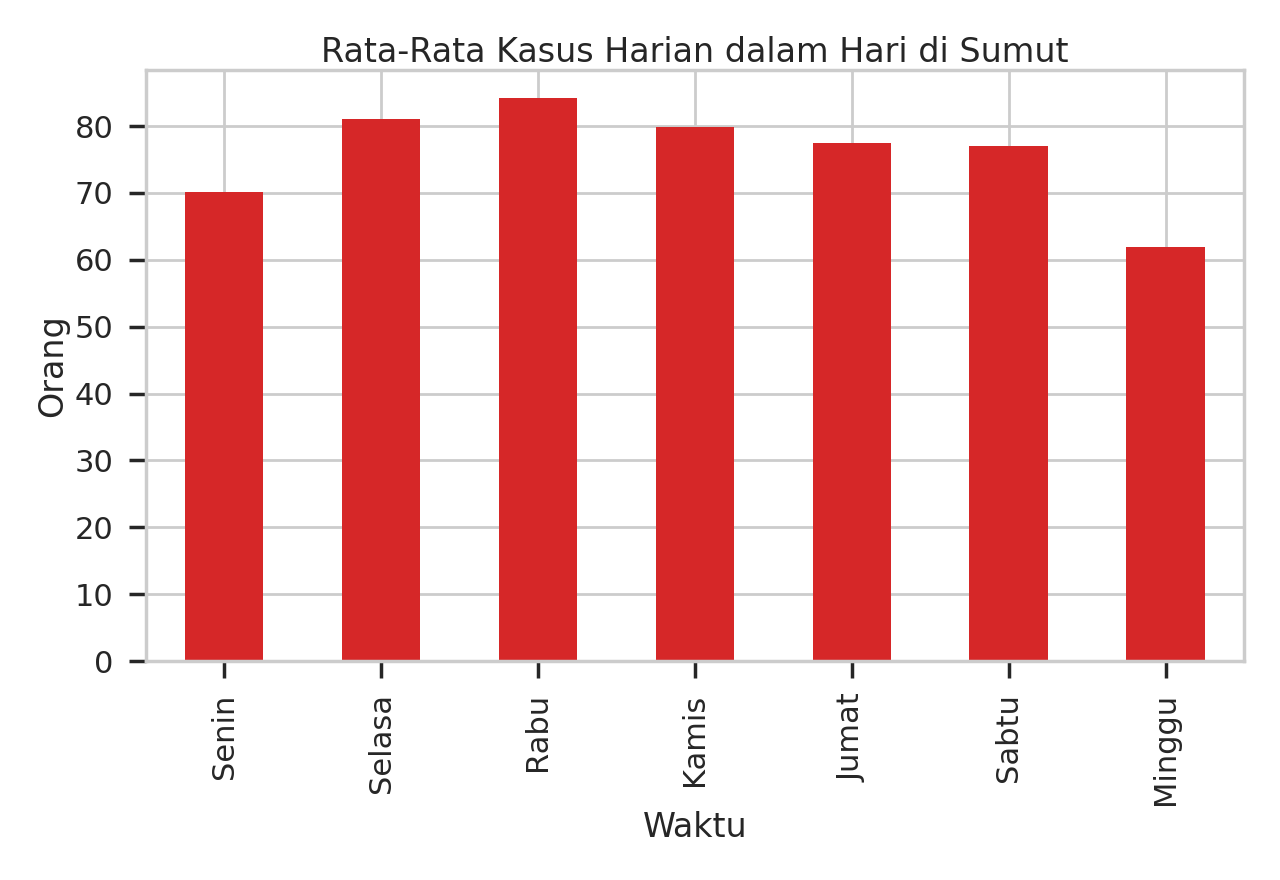 Rata-Rata Kasus Harian dalam Hari di Sumut
Orang
80
70
60
50
40
30
20
10
0
Senin
Selasa
Rabu
Kamis
Jumat
Sabtu
Minggu
Waktu